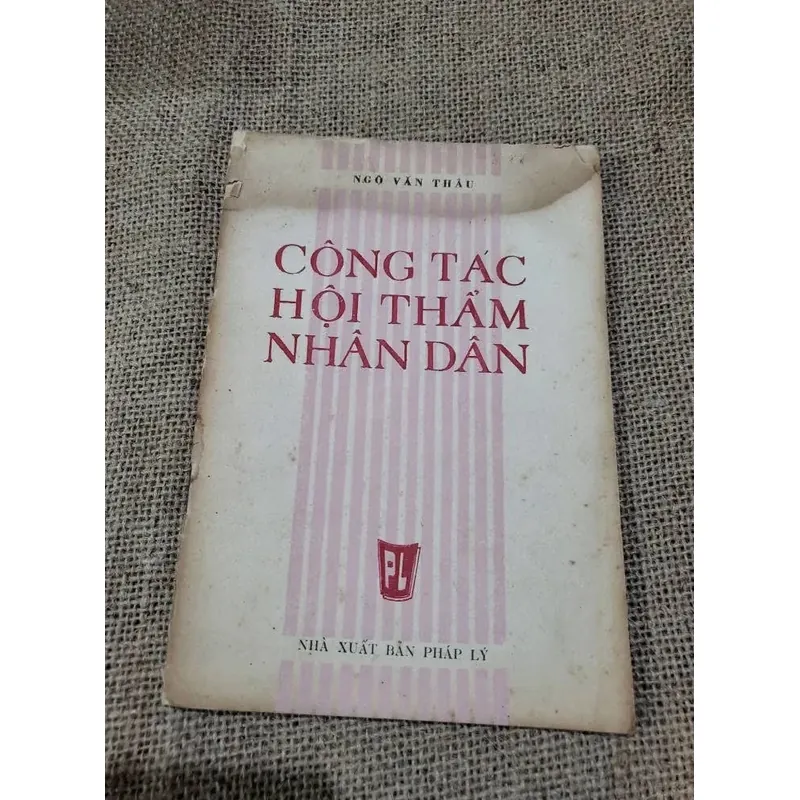 NGÔ VĂN THÂU
CÔNG TÁC
HỘI THẨM
NHÂN DÂN
PL
NHÀ XUẤT BẢN PHÁP LÝ